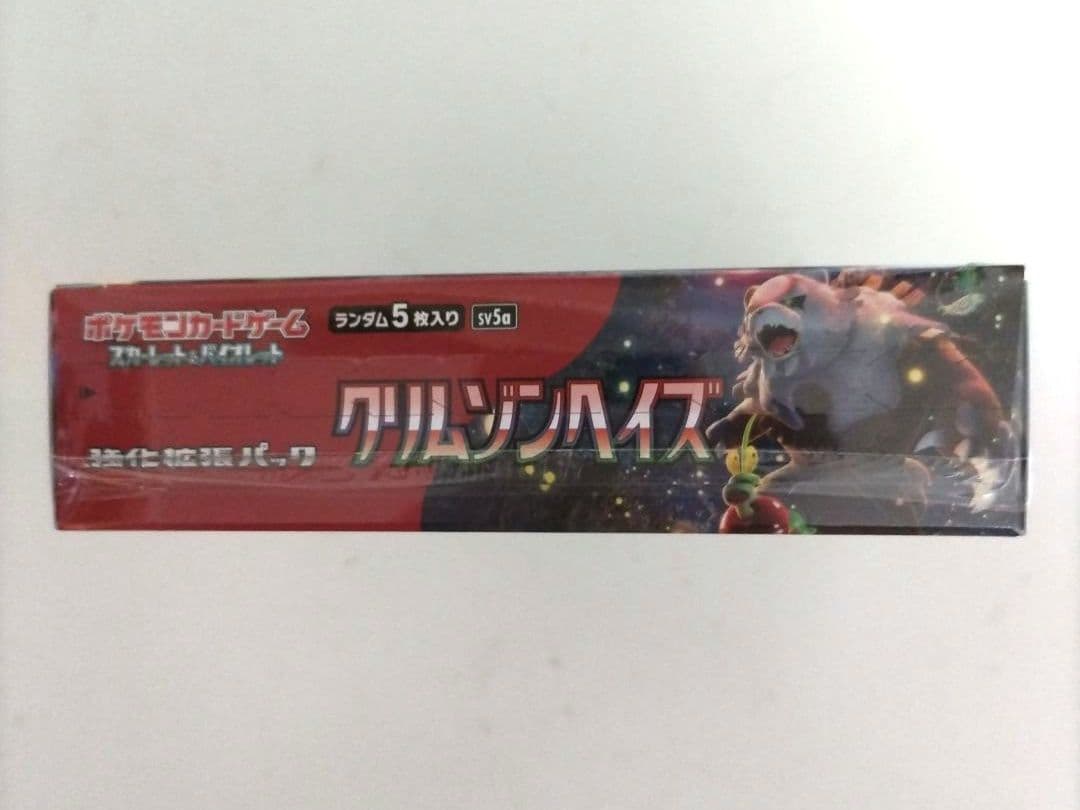 ポケモンカードゲーム
スカーレット&バイオレット
ランダム5枚入り
sv5a
強化拡張パック
クリムゾンヘイズ